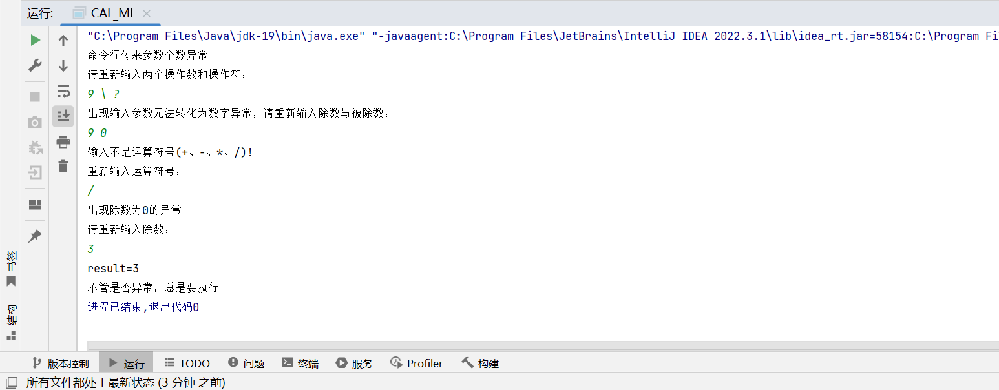 运行: CAL_ML
"C:\Program Files\Java\jdk-19\bin\java.exe" "-javaagent:C:\Program Files\JetBrains\IntelliJ IDEA 2022.3.1\lib\idea_rt.jar=58154:C:\Program Fi
命令行传来参数个数异常
请重新输入两个操作数和操作符:
9 \ ?
出现输入参数无法转化为数字异常，请重新输入除数与被除数:
9 0
输入不是运算符号(+、-、*、/)!
重新输入运算符号:
/
出现除数为0的异常
请重新输入除数:
3
result=3
不管是否异常，总是要执行
进程已结束,退出代码0
书签
结构
版本控制 运行 TODO 问题 终端 服务 Profiler 构建
所有文件都处于最新状态 (3 分钟 之前)